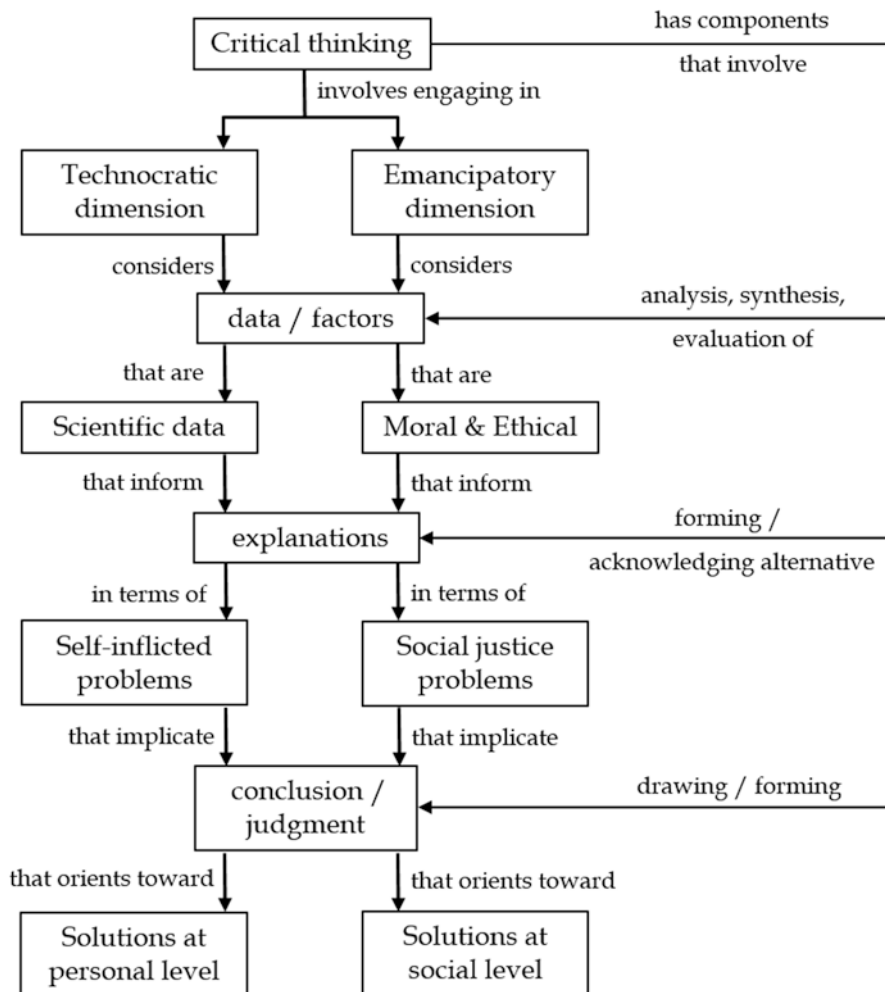 Critical thinking
has components
that involve
involves engaging in
Technocratic
dimension
Emancipatory
dimension
considers
considers
data / factors
analysis, synthesis,
evaluation of
that are
that are
Scientific data
Moral & Ethical
that inform
that inform
explanations
forming /
acknowledging alternative
in terms of
in terms of
Self-inflicted
problems
Social justice
problems
that implicate
that implicate
conclusion /
judgment
drawing / forming
that orients toward
that orients toward
Solutions at
personal level
Solutions at
social level